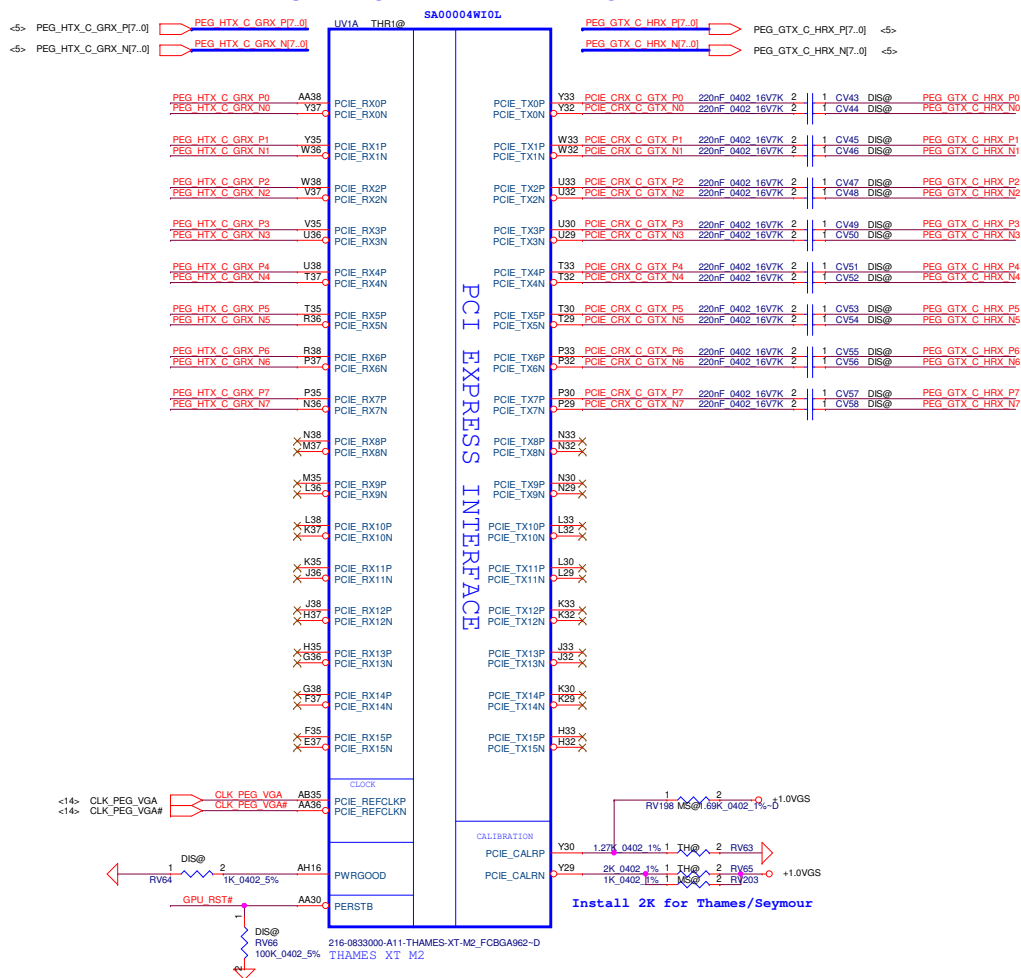 SA00004WI0L
UV1A THR1@
<5> PEG_HTX_C_GRX_P[7..0] PEG_HTX_C_GRX_P[7..0] PEG_GTX_C_HRX_P[7..0] PEG_GTX_C_HRX_P[7..0] <5>
<5> PEG_HTX_C_GRX_N[7..0] PEG_HTX_C_GRX_N[7..0] PEG_GTX_C_HRX_N[7..0] PEG_GTX_C_HRX_N[7..0] <5>
PEG_HTX_C_GRX_P0 AA38 PCIE_RX0P PCIE_TX0P Y33 PCIE_CRX_C_GTX_P0 220nF_0402_16V7K 2 1 CV43 DIS@ PEG_GTX_C_HRX_P0
PEG_HTX_C_GRX_N0 Y37 PCIE_RX0N PCIE_TX0N Y32 PCIE_CRX_C_GTX_N0 220nF_0402_16V7K 2 1 CV44 DIS@ PEG_GTX_C_HRX_N0
PEG_HTX_C_GRX_P1 Y35 PCIE_RX1P PCIE_TX1P W33 PCIE_CRX_C_GTX_P1 220nF_0402_16V7K 2 1 CV45 DIS@ PEG_GTX_C_HRX_P1
PEG_HTX_C_GRX_N1 W36 PCIE_RX1N PCIE_TX1N W32 PCIE_CRX_C_GTX_N1 220nF_0402_16V7K 2 1 CV46 DIS@ PEG_GTX_C_HRX_N1
PEG_HTX_C_GRX_P2 W38 PCIE_RX2P PCIE_TX2P U33 PCIE_CRX_C_GTX_P2 220nF_0402_16V7K 2 1 CV47 DIS@ PEG_GTX_C_HRX_P2
PEG_HTX_C_GRX_N2 V37 PCIE_RX2N PCIE_TX2N U32 PCIE_CRX_C_GTX_N2 220nF_0402_16V7K 2 1 CV48 DIS@ PEG_GTX_C_HRX_N2
PEG_HTX_C_GRX_P3 V35 PCIE_RX3P PCIE_TX3P U30 PCIE_CRX_C_GTX_P3 220nF_0402_16V7K 2 1 CV49 DIS@ PEG_GTX_C_HRX_P3
PEG_HTX_C_GRX_N3 U36 PCIE_RX3N PCIE_TX3N U29 PCIE_CRX_C_GTX_N3 220nF_0402_16V7K 2 1 CV50 DIS@ PEG_GTX_C_HRX_N3
PEG_HTX_C_GRX_P4 U38 PCIE_RX4P PCIE_TX4P T33 PCIE_CRX_C_GTX_P4 220nF_0402_16V7K 2 1 CV51 DIS@ PEG_GTX_C_HRX_P4
PEG_HTX_C_GRX_N4 T37 PCIE_RX4N PCIE_TX4N T32 PCIE_CRX_C_GTX_N4 220nF_0402_16V7K 2 1 CV52 DIS@ PEG_GTX_C_HRX_N4
PEG_HTX_C_GRX_P5 T35 PCIE_RX5P PCIE_TX5P T30 PCIE_CRX_C_GTX_P5 220nF_0402_16V7K 2 1 CV53 DIS@ PEG_GTX_C_HRX_P5
PEG_HTX_C_GRX_N5 R36 PCIE_RX5N PCIE_TX5N T29 PCIE_CRX_C_GTX_N5 220nF_0402_16V7K 2 1 CV54 DIS@ PEG_GTX_C_HRX_N5
PEG_HTX_C_GRX_P6 R38 PCIE_RX6P PCIE_TX6P P33 PCIE_CRX_C_GTX_P6 220nF_0402_16V7K 2 1 CV55 DIS@ PEG_GTX_C_HRX_P6
PEG_HTX_C_GRX_N6 P37 PCIE_RX6N PCIE_TX6N P32 PCIE_CRX_C_GTX_N6 220nF_0402_16V7K 2 1 CV56 DIS@ PEG_GTX_C_HRX_N6
PEG_HTX_C_GRX_P7 P35 PCIE_RX7P PCIE_TX7P P30 PCIE_CRX_C_GTX_P7 220nF_0402_16V7K 2 1 CV57 DIS@ PEG_GTX_C_HRX_P7
PEG_HTX_C_GRX_N7 N36 PCIE_RX7N PCIE_TX7N P29 PCIE_CRX_C_GTX_N7 220nF_0402_16V7K 2 1 CV58 DIS@ PEG_GTX_C_HRX_N7
PCI EXPRESS INTERFACE
N38 PCIE_RX8P PCIE_TX8P N33
M37 PCIE_RX8N PCIE_TX8N N32
M35 PCIE_RX9P PCIE_TX9P N30
L36 PCIE_RX9N PCIE_TX9N N29
L38 PCIE_RX10P PCIE_TX10P L33
K37 PCIE_RX10N PCIE_TX10N L32
K35 PCIE_RX11P PCIE_TX11P L30
J36 PCIE_RX11N PCIE_TX11N L29
J38 PCIE_RX12P PCIE_TX12P K33
H37 PCIE_RX12N PCIE_TX12N K32
H35 PCIE_RX13P PCIE_TX13P J33
G36 PCIE_RX13N PCIE_TX13N J32
G38 PCIE_RX14P PCIE_TX14P K30
F37 PCIE_RX14N PCIE_TX14N K29
F35 PCIE_RX15P PCIE_TX15P H33
E37 PCIE_RX15N PCIE_TX15N H32
CLOCK
<14> CLK_PEG_VGA CLK_PEG_VGA AB35 PCIE_REFCLKP
<14> CLK_PEG_VGA# CLK_PEG_VGA# AA36 PCIE_REFCLKN
1 2 +1.0VGS
RV198 MS@1.69K_0402_1%~D
CALIBRATION
PCIE_CALRP Y30 1.27K_0402_1% 1 TH@ 2 RV63
PCIE_CALRN Y29 2K_0402_1% 1 TH@ 2 RV65 +1.0VGS
1K_0402_1% 1 MS@ 2 RV203
Install 2K for Thames/Seymour
DIS@
1 2 AH16 PWRGOOD
RV64 1K_0402_5%
GPU_RST# AA30 PERSTB
1
DIS@
RV66
100K_0402_5%
2
216-0833000-A11-THAMES-XT-M2_FCBGA962~D
THAMES XT M2